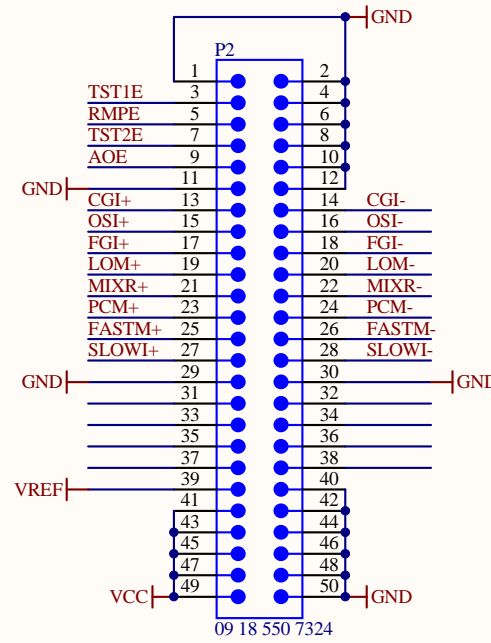 GND
P2
1 2
TST1E 3 4
RMPE 5 6
TST2E 7 8
AOE 9 10
GND 11 12
CGI+ 13 14 CGI-
OSI+ 15 16 OSI-
FGI+ 17 18 FGI-
LOM+ 19 20 LOM-
MIXR+ 21 22 MIXR-
PCM+ 23 24 PCM-
FASTM+ 25 26 FASTM-
SLOWI+ 27 28 SLOWI-
GND 29 30 GND
31 32
33 34
35 36
37 38
VREF 39 40
41 42
43 44
45 46
47 48
VCC 49 50 GND
09 18 550 7324